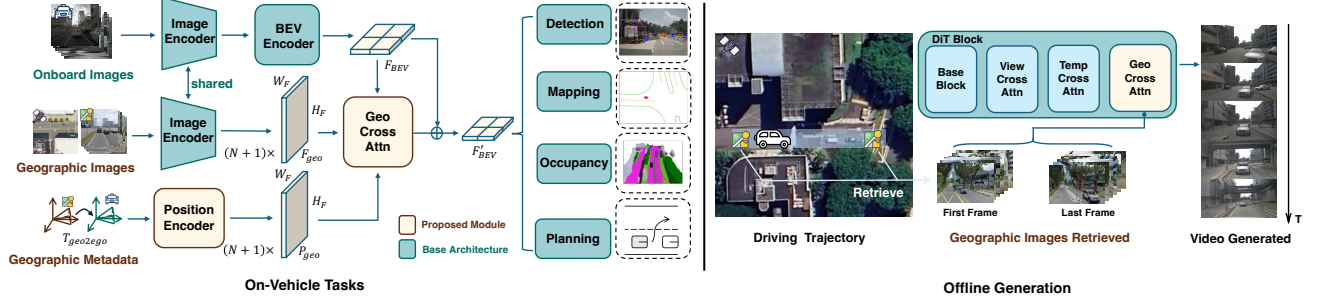 Onboard Images
Image
Encoder
BEV
Encoder
F_BEV
shared
Geographic Images
Image
Encoder
W_F
H_F
(N + 1)×
F_geo
Geo
Cross
Attn
F'_BEV
T_geo2ego
Geographic Metadata
Position
Encoder
W_F
H_F
(N + 1)×
P_geo
Proposed Module
Base Architecture
Detection
Mapping
Occupancy
Planning
On-Vehicle Tasks
Retrieve
Driving Trajectory
DiT Block
Base
Block
View
Cross
Attn
Temp
Cross
Attn
Geo
Cross
Attn
First Frame
Last Frame
Geographic Images Retrieved
T
Video Generated
Offline Generation